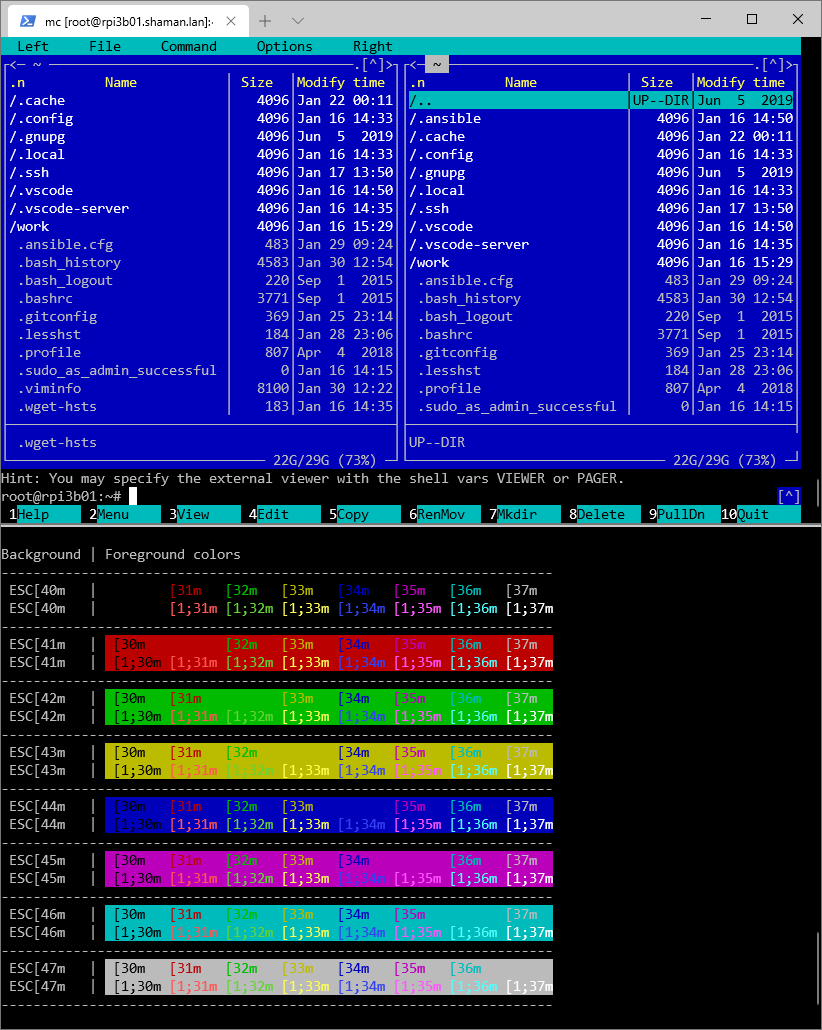 mc [root@rpi3b01.shaman.lan]:~
Left File Command Options Right
<─ ~ .[^]> <─ ~ .[^]>
.n Name Size Modify time .n Name Size Modify time
/.cache 4096 Jan 22 00:11 /.. UP--DIR Jun 5 2019
/.config 4096 Jan 16 14:33 /.ansible 4096 Jan 16 14:50
/.gnupg 4096 Jun 5 2019 /.cache 4096 Jan 22 00:11
/.local 4096 Jan 16 14:33 /.config 4096 Jan 16 14:33
/.ssh 4096 Jan 17 13:50 /.gnupg 4096 Jun 5 2019
/.vscode 4096 Jan 16 14:50 /.local 4096 Jan 16 14:33
/.vscode-server 4096 Jan 16 14:35 /.ssh 4096 Jan 17 13:50
/work 4096 Jan 16 15:29 /.vscode 4096 Jan 16 14:50
.ansible.cfg 483 Jan 29 09:24 /.vscode-server 4096 Jan 16 14:35
.bash_history 4583 Jan 30 12:54 /work 4096 Jan 16 15:29
.bash_logout 220 Sep 1 2015 .ansible.cfg 483 Jan 29 09:24
.bashrc 3771 Sep 1 2015 .bash_history 4583 Jan 30 12:54
.gitconfig 369 Jan 25 23:14 .bash_logout 220 Sep 1 2015
.lesshst 184 Jan 28 23:06 .bashrc 3771 Sep 1 2015
.profile 807 Apr 4 2018 .gitconfig 369 Jan 25 23:14
.sudo_as_admin_successful 0 Jan 16 14:15 .lesshst 184 Jan 28 23:06
.viminfo 8100 Jan 30 12:22 .profile 807 Apr 4 2018
.wget-hsts 183 Jan 16 14:35 .sudo_as_admin_successful 0 Jan 16 14:15
.wget-hsts UP--DIR
22G/29G (73%) 22G/29G (73%)
Hint: You may specify the external viewer with the shell vars VIEWER or PAGER.
root@rpi3b01:~# [^]
1Help 2Menu 3View 4Edit 5Copy 6RenMov 7Mkdir 8Delete 9PullDn 10Quit
Background | Foreground colors
---------------------------------------------------------------------
ESC[40m | [31m [32m [33m [34m [35m [36m [37m
ESC[40m | [1;31m [1;32m [1;33m [1;34m [1;35m [1;36m [1;37m
---------------------------------------------------------------------
ESC[41m | [30m [32m [33m [34m [35m [36m [37m
ESC[41m | [1;30m [1;31m [1;32m [1;33m [1;34m [1;35m [1;36m [1;37m
---------------------------------------------------------------------
ESC[42m | [30m [31m [33m [34m [35m [36m [37m
ESC[42m | [1;30m [1;31m [1;32m [1;33m [1;34m [1;35m [1;36m [1;37m
---------------------------------------------------------------------
ESC[43m | [30m [31m [32m [34m [35m [36m [37m
ESC[43m | [1;30m [1;31m [1;32m [1;33m [1;34m [1;35m [1;36m [1;37m
---------------------------------------------------------------------
ESC[44m | [30m [31m [32m [33m [35m [36m [37m
ESC[44m | [1;30m [1;31m [1;32m [1;33m [1;34m [1;35m [1;36m [1;37m
---------------------------------------------------------------------
ESC[45m | [30m [31m [32m [33m [34m [36m [37m
ESC[45m | [1;30m [1;31m [1;32m [1;33m [1;34m [1;35m [1;36m [1;37m
---------------------------------------------------------------------
ESC[46m | [30m [31m [32m [33m [34m [35m [37m
ESC[46m | [1;30m [1;31m [1;32m [1;33m [1;34m [1;35m [1;36m [1;37m
---------------------------------------------------------------------
ESC[47m | [30m [31m [32m [33m [34m [35m [36m
ESC[47m | [1;30m [1;31m [1;32m [1;33m [1;34m [1;35m [1;36m [1;37m
---------------------------------------------------------------------